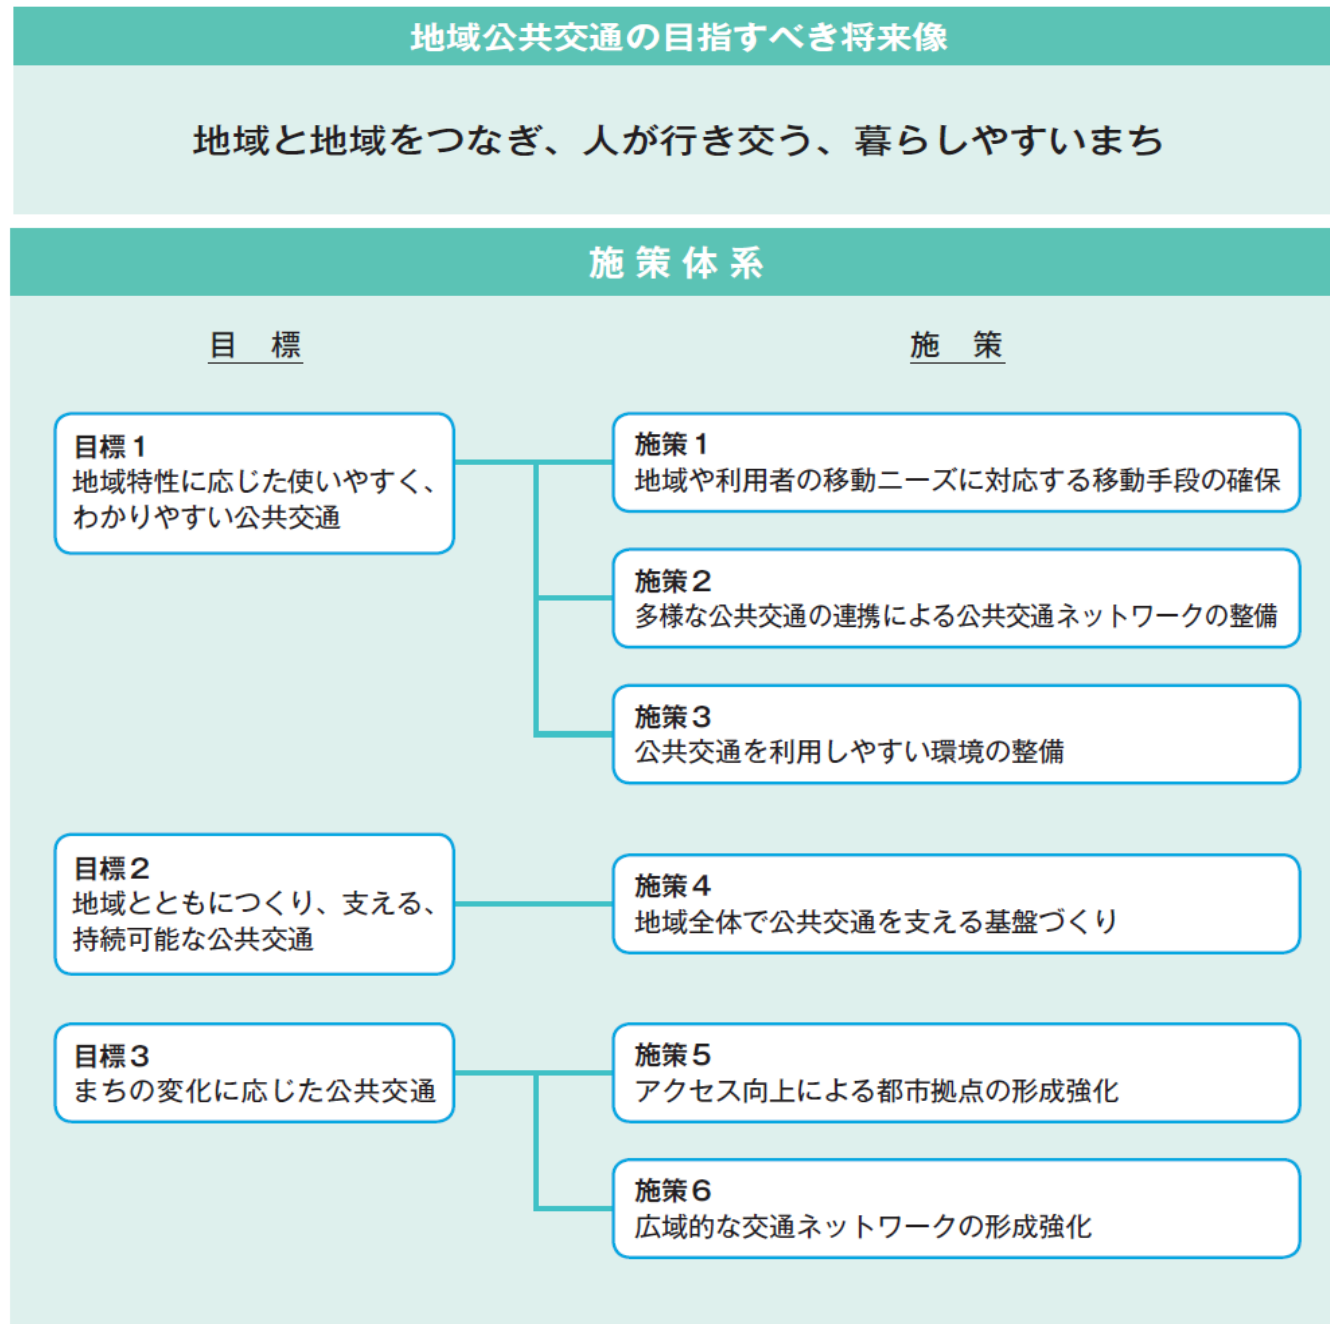 地域公共交通の目指すべき将来像
地域と地域をつなぎ、人が行き交う、暮らしやすいまち
施策体系
目 標
施 策
目標1
地域特性に応じた使いやすく、
わかりやすい公共交通
施策1
地域や利用者の移動ニーズに対応する移動手段の確保
施策2
多様な公共交通の連携による公共交通ネットワークの整備
施策3
公共交通を利用しやすい環境の整備
目標2
地域とともにつくり、支える、
持続可能な公共交通
施策4
地域全体で公共交通を支える基盤づくり
目標3
まちの変化に応じた公共交通
施策5
アクセス向上による都市拠点の形成強化
施策6
広域的な交通ネットワークの形成強化